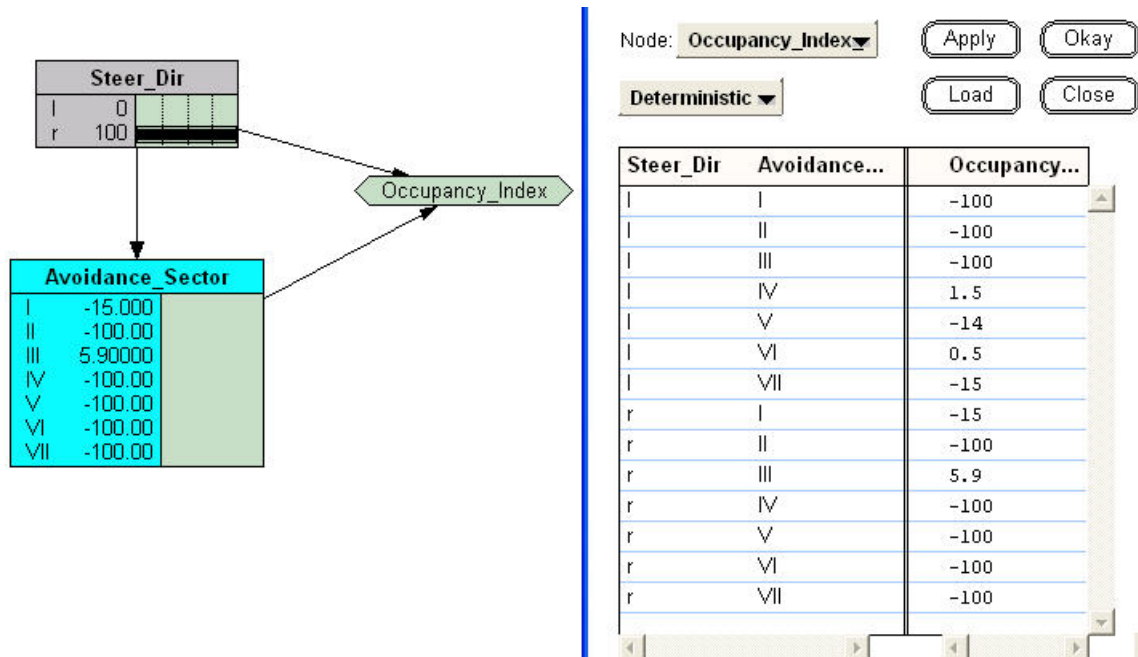 Steer_Dir
l 0
r 100
Occupancy_Index
Avoidance_Sector
I -15.000
II -100.00
III 5.90000
IV -100.00
V -100.00
VI -100.00
VII -100.00
Node: Occupancy_Index Apply Okay
Deterministic Load Close
Steer_Dir Avoidance... Occupancy...
l I -100
l II -100
l III -100
l IV 1.5
l V -14
l VI 0.5
l VII -15
r I -15
r II -100
r III 5.9
r IV -100
r V -100
r VI -100
r VII -100